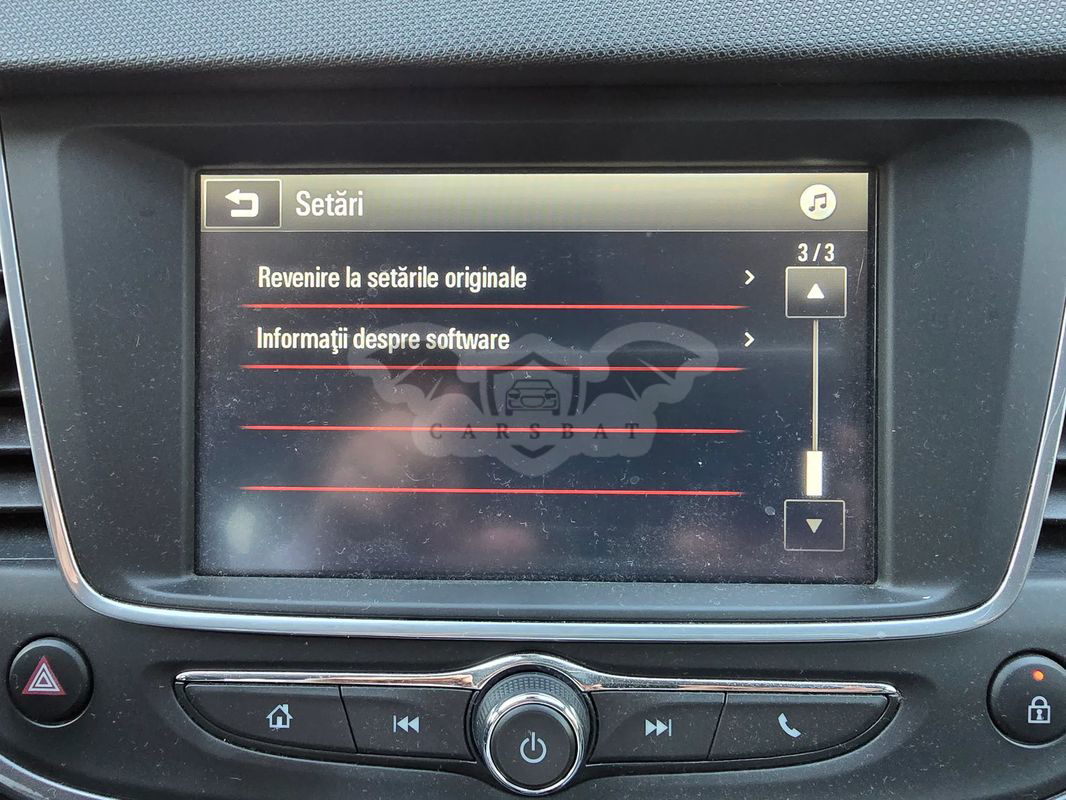 Setări
3 / 3
Revenire la setările originale
Informaţii despre software
CARSBAT